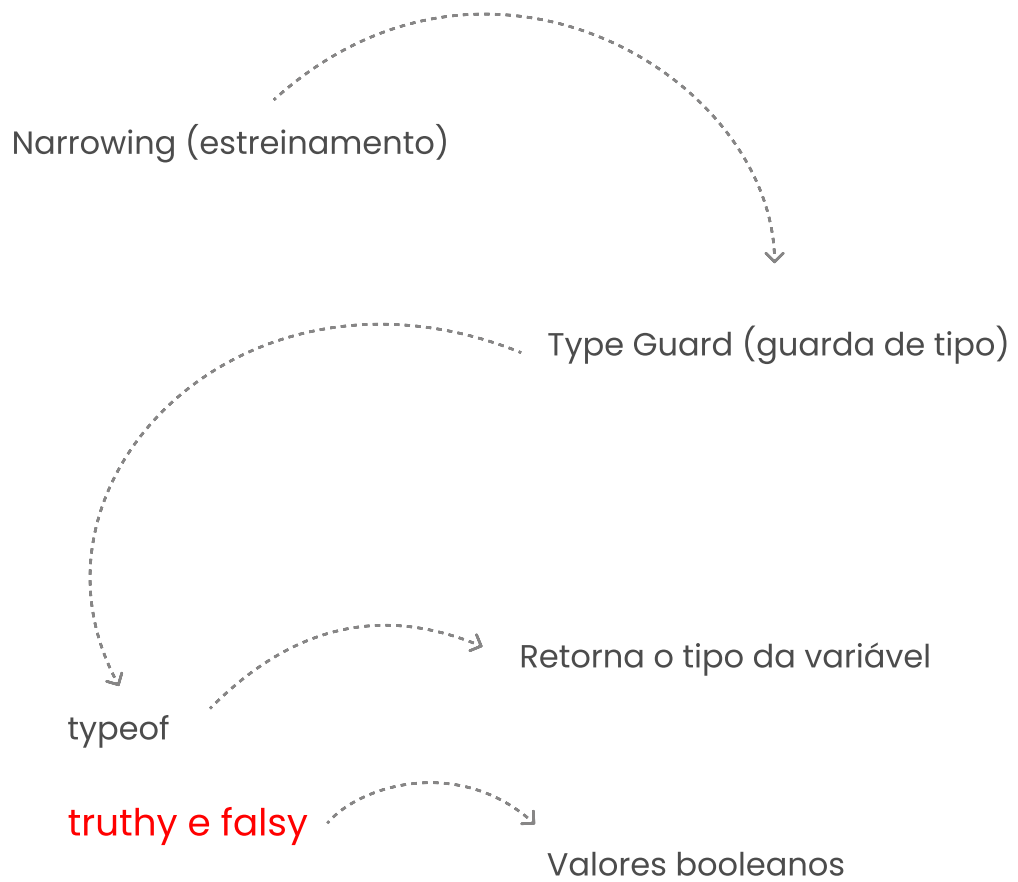 Narrowing (estreinamento)
Type Guard (guarda de tipo)
Retorna o tipo da variável
typeof
truthy e falsy
Valores booleanos